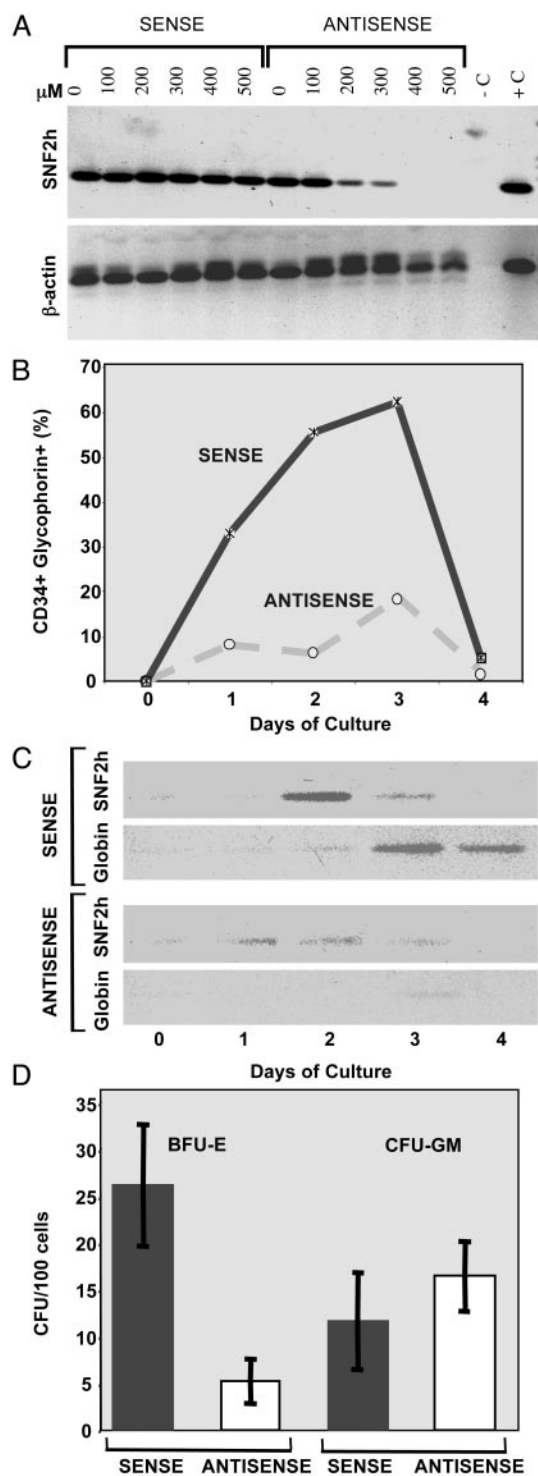 A
SENSE ANTISENSE
µM 0 100 200 300 400 500 0 100 200 300 400 500 - C + C
SNF2h
β-actin
B
CD34+ Glycophorin+ (%)
70
60
50
40
30
20
10
0
SENSE
ANTISENSE
0 1 2 3 4
Days of Culture
C
SENSE
SNF2h
Globin
ANTISENSE
SNF2h
Globin
0 1 2 3 4
Days of Culture
D
CFU/100 cells
35
30
25
20
15
10
5
0
BFU-E CFU-GM
SENSE ANTISENSE SENSE ANTISENSE